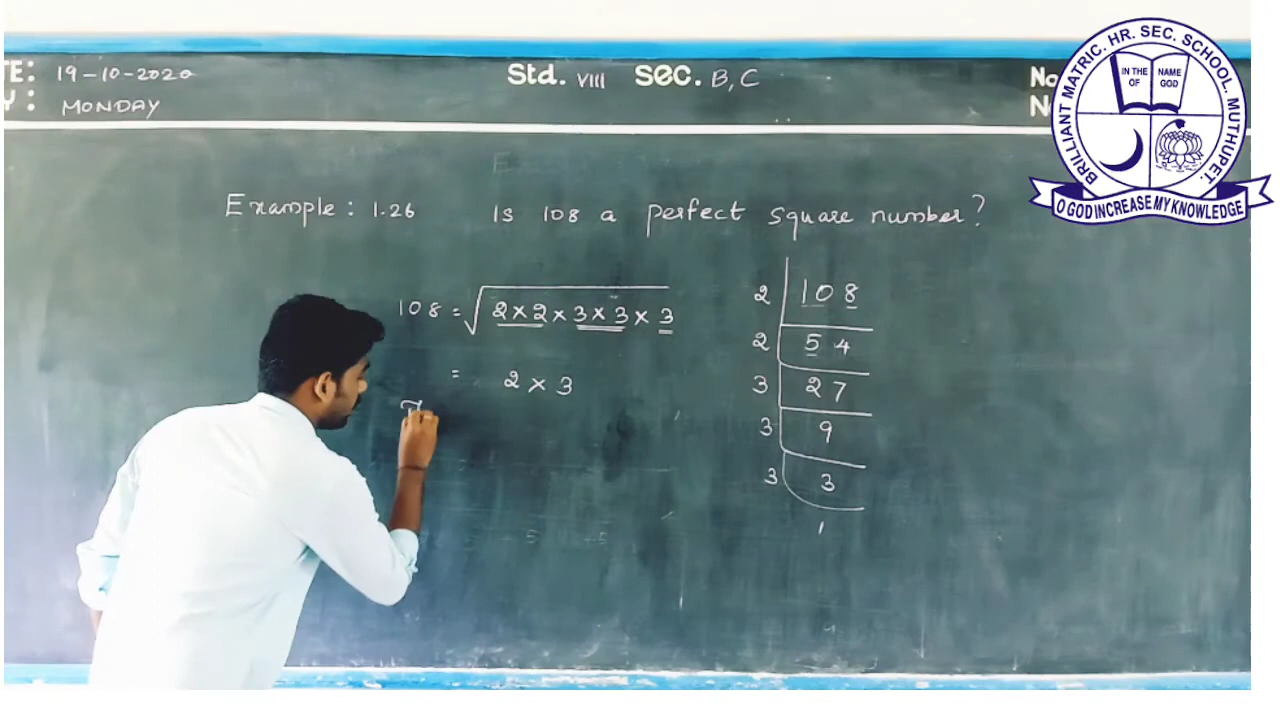 TE: 19-10-2020 Std. VIII SEC. B, C No
Y: MONDAY N
Example: 1.26 Is 108 a perfect square number?
108 = √2×2×3×3×3
= 2×3
2 108
2 54
3 27
3 9
3 3
1
BRILLIANT MATRIC. HR. SEC. SCHOOL. MUTHUPET.
IN THE NAME
OF GOD
O GOD INCREASE MY KNOWLEDGE